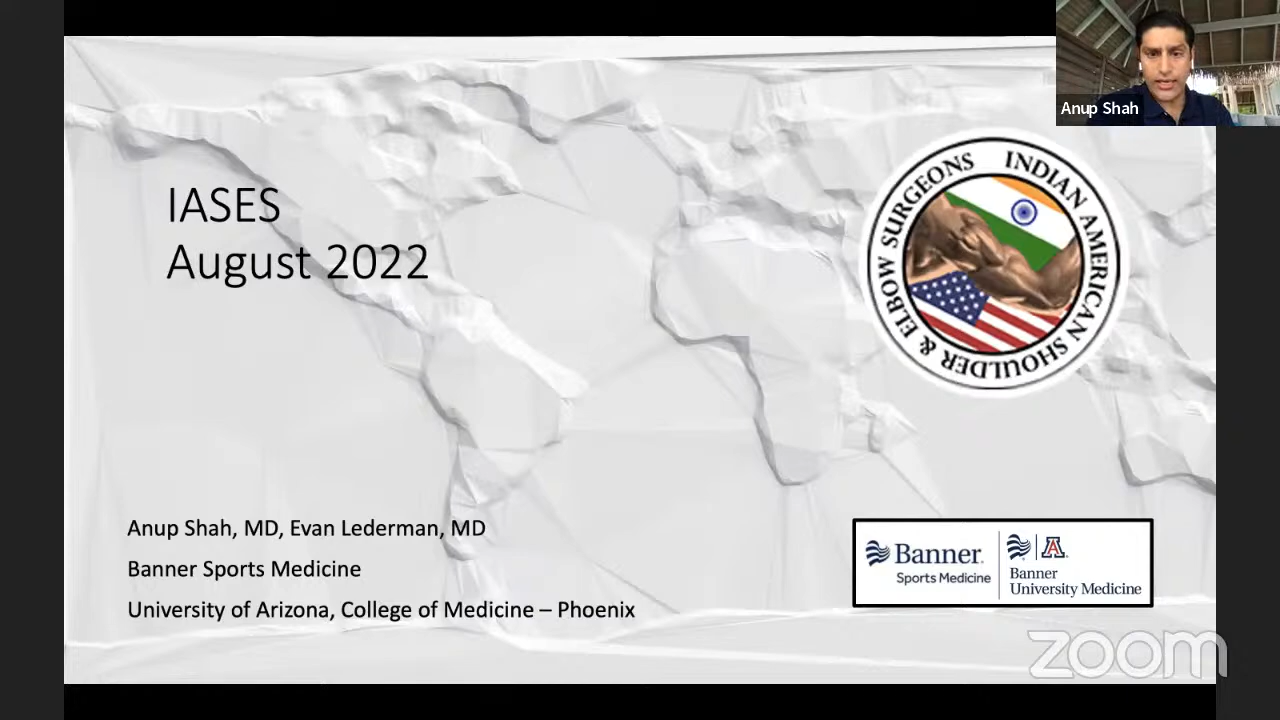 Anup Shah
IASES
August 2022
INDIAN AMERICAN SHOULDER & ELBOW SURGEONS
Anup Shah, MD, Evan Lederman, MD
Banner Sports Medicine
University of Arizona, College of Medicine – Phoenix
Banner.
Sports Medicine
A
Banner
University Medicine
zoom